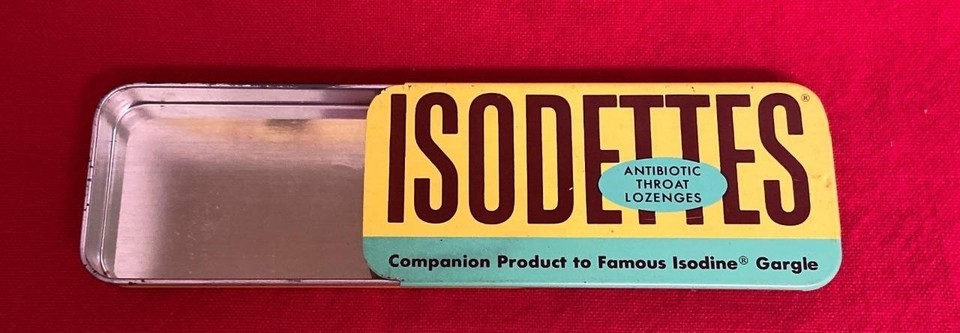 ISODETTES®
ANTIBIOTIC
THROAT
LOZENGES
Companion Product to Famous Isodine® Gargle